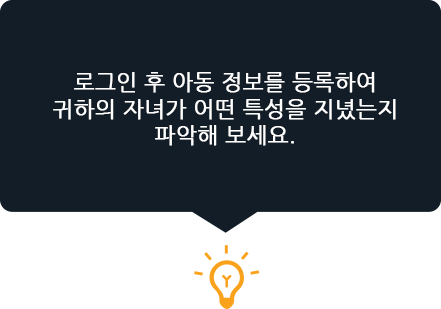 로그인 후 아동 정보를 등록하여
귀하의 자녀가 어떤 특성을 지녔는지
파악해 보세요.